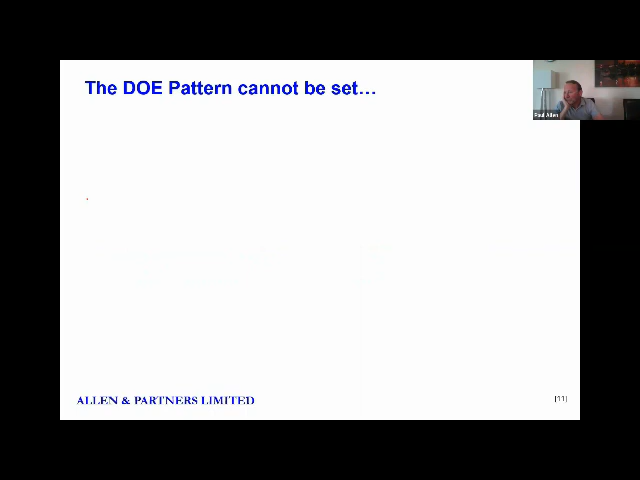 The DOE Pattern cannot be set…
Paul Allen
ALLEN & PARTNERS LIMITED
[11]